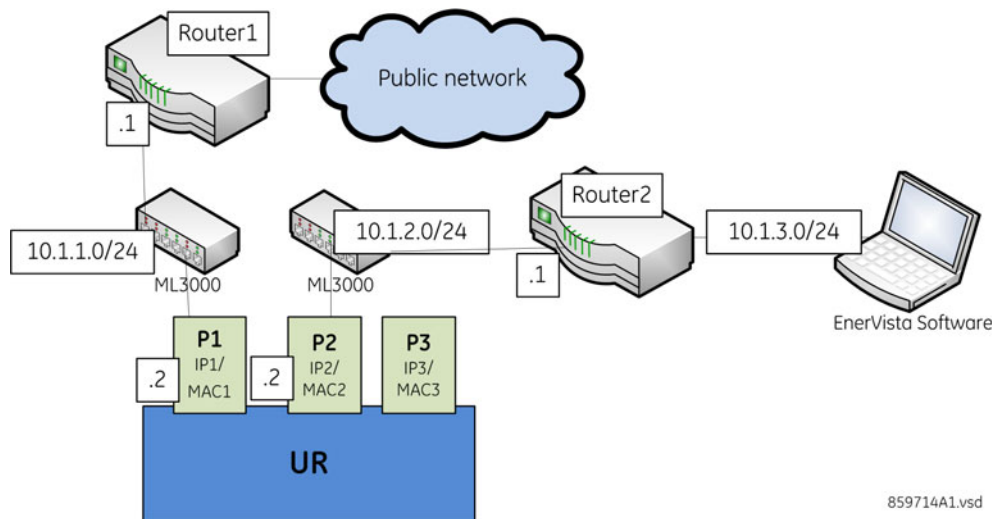 Router1
Public network
.1
Router2
10.1.1.0/24
10.1.2.0/24
10.1.3.0/24
ML3000
ML3000
.1
EnerVista Software
P1
IP1/
MAC1
P2
IP2/
MAC2
P3
IP3/
MAC3
.2
.2
UR
859714A1.vsd